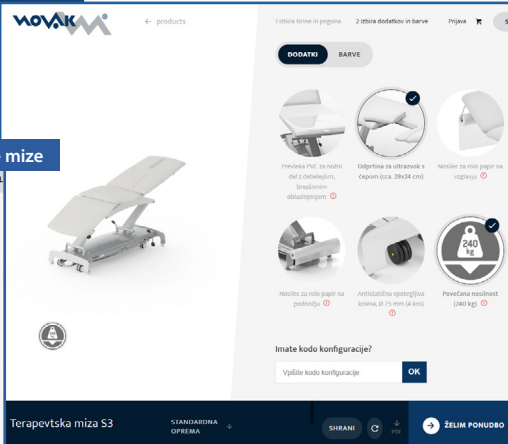 NOVAK M
← products
1 Izbira širine in pogona
2 Izbira dodatkov in barve
Prijava
S
DODATKI
BARVE
mize
Prevleka PVC za nožni
del z debelejšim,
brezšivnim
oblazinjenjem
Odprtina za ultrazvok s
čepom (cca. 29x34 cm)
Nosilec za rolo papir na
vzglavju
240
kg
Nosilec za rolo papir na
podnožju
Antistatična vpotegljiva
kolesa, Ø 75 mm (4 kos)
Povečana nosilnost
(240 kg)
Imate kodo konfiguracije?
Vpišite kodo konfiguracije
OK
Terapevtska miza S3
STANDARDNA
OPREMA
SHRANI
PDF
ŽELIM PONUDBO